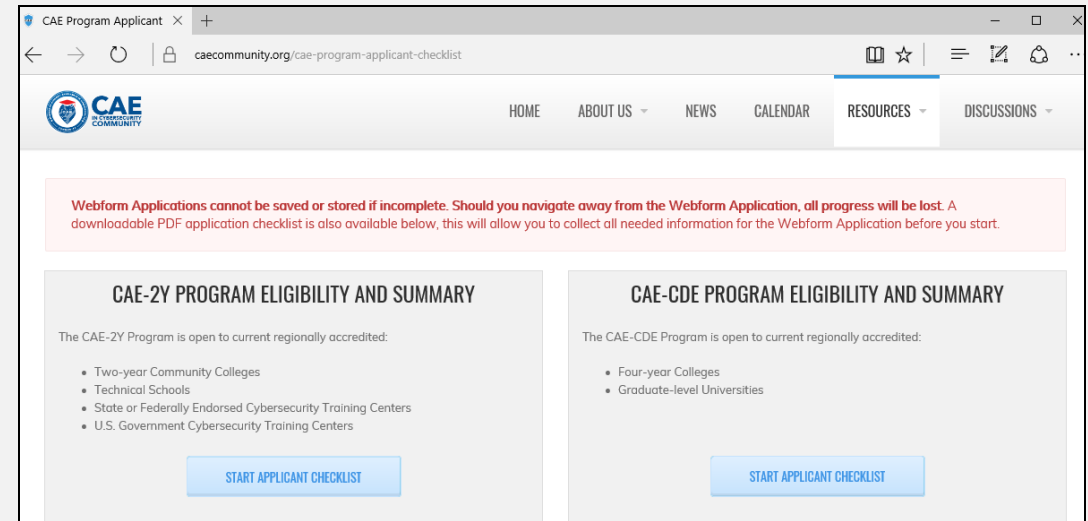 CAE Program Applicant
caecommunity.org/cae-program-applicant-checklist
CAE
IN CYBERSECURITY
COMMUNITY
HOME ABOUT US NEWS CALENDAR RESOURCES DISCUSSIONS
Webform Applications cannot be saved or stored if incomplete. Should you navigate away from the Webform Application, all progress will be lost. A
downloadable PDF application checklist is also available below, this will allow you to collect all needed information for the Webform Application before you start.
CAE-2Y PROGRAM ELIGIBILITY AND SUMMARY
The CAE-2Y Program is open to current regionally accredited:
• Two-year Community Colleges
• Technical Schools
• State or Federally Endorsed Cybersecurity Training Centers
• U.S. Government Cybersecurity Training Centers
START APPLICANT CHECKLIST
CAE-CDE PROGRAM ELIGIBILITY AND SUMMARY
The CAE-CDE Program is open to current regionally accredited:
• Four-year Colleges
• Graduate-level Universities
START APPLICANT CHECKLIST